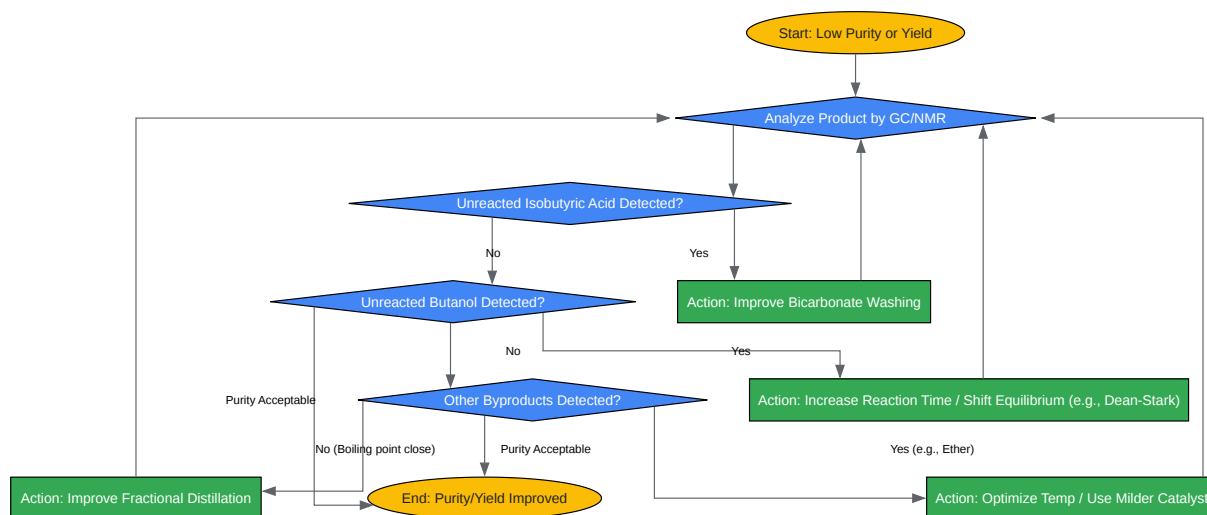 Start: Low Purity or Yield
Analyze Product by GC/NMR
Unreacted Isobutyric Acid Detected?
No
Yes
Unreacted Butanol Detected?
Action: Improve Bicarbonate Washing
No
Yes
Purity Acceptable
Other Byproducts Detected?
Action: Increase Reaction Time / Shift Equilibrium (e.g., Dean-Stark)
No (Boiling point close)
Purity Acceptable
Yes (e.g., Ether)
Action: Improve Fractional Distillation
End: Purity/Yield Improved
Action: Optimize Temp / Use Milder Catalyst